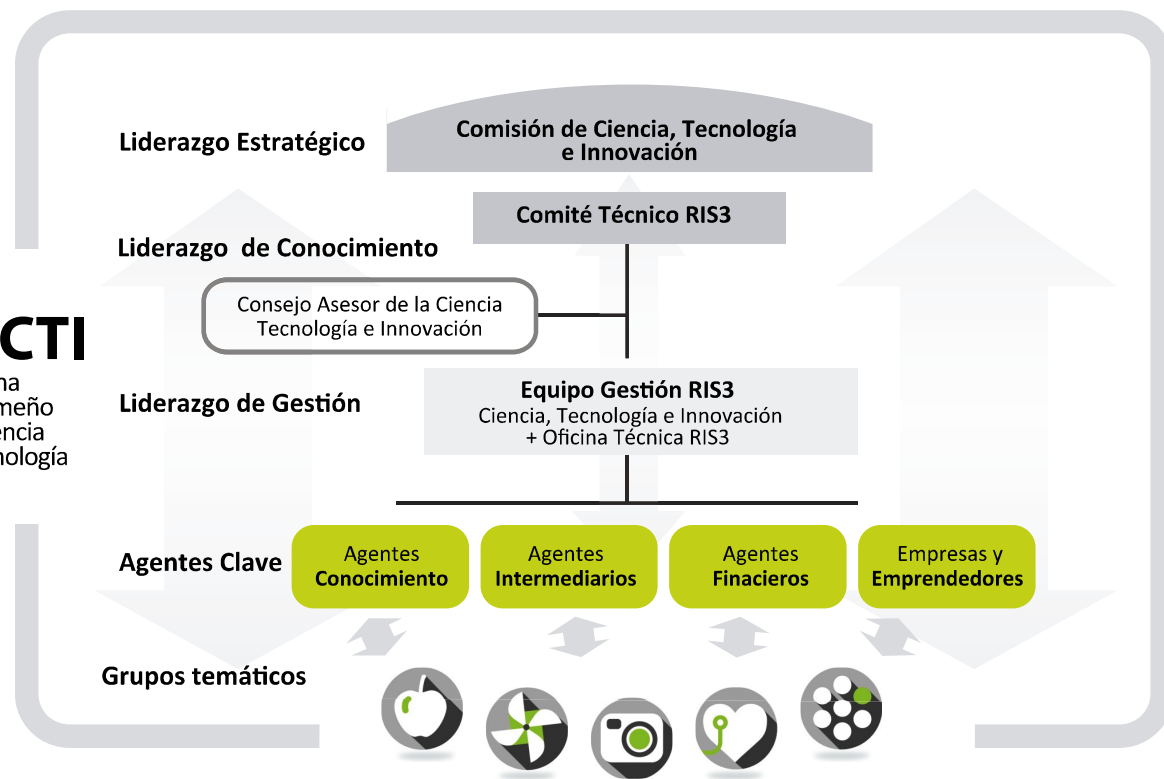 Liderazgo Estratégico
Comisión de Ciencia, Tecnología
e Innovación
Comité Técnico RIS3
Liderazgo de Conocimiento
Consejo Asesor de la Ciencia
Tecnología e Innovación
CTI
Liderazgo de Gestión
Equipo Gestión RIS3
Ciencia, Tecnología e Innovación
+ Oficina Técnica RIS3
Agentes Clave
Agentes
Conocimiento
Agentes
Intermediarios
Agentes
Finacieros
Empresas y
Emprendedores
Grupos temáticos